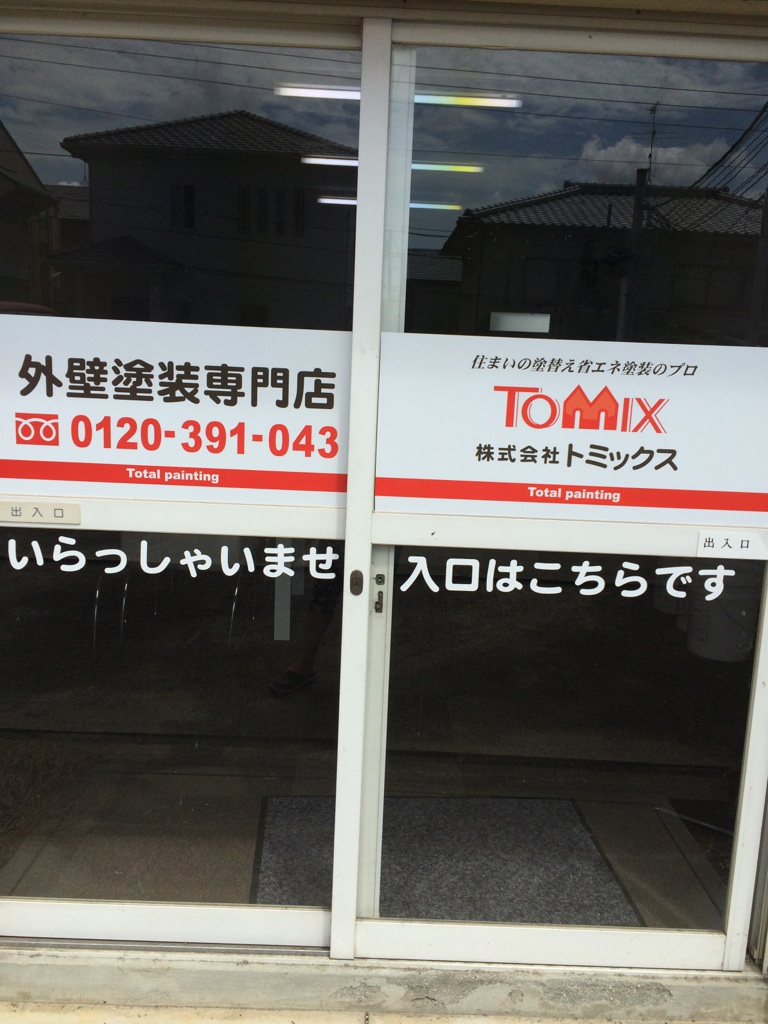 外壁塗装専門店
0120-391-043
Total painting
住まいの塗替え省エネ塗装のプロ
TOMIX
株式会社トミックス
Total painting
出入口
出入口
いらっしゃいませ
入口はこちらです